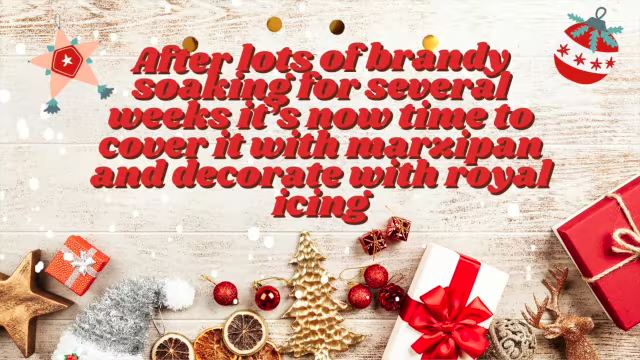 After lots of brandy
soaking for several
weeks it's now time to
cover it with marzipan
and decorate with royal
icing